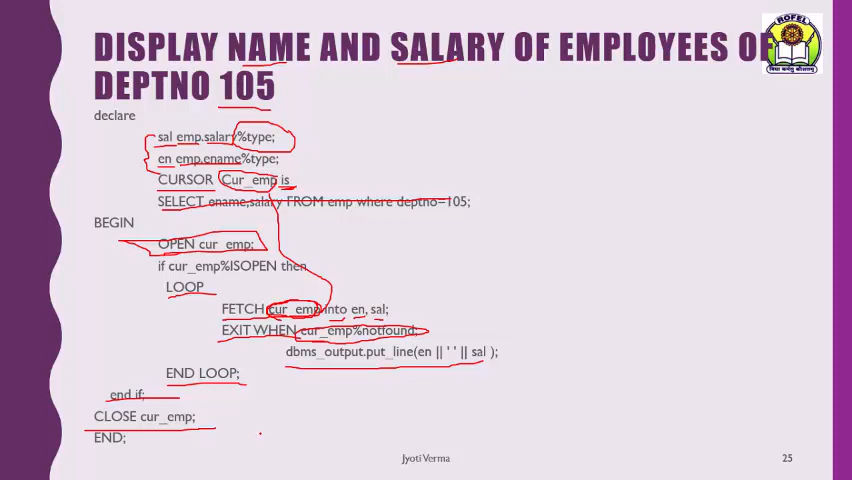 ROFEL
DISPLAY NAME AND SALARY OF EMPLOYEES OF
DEPTNO 105
declare
sal emp.salary%type;
en emp.ename%type;
CURSOR Cur_emp is
SELECT ename,salary FROM emp where deptno=105;
BEGIN
OPEN cur_emp;
if cur_emp%ISOPEN then
LOOP
FETCH cur_emp into en, sal;
EXIT WHEN cur_emp%notfound;
dbms_output.put_line(en || ' ' || sal );
END LOOP;
end if;
CLOSE cur_emp;
END;
Jyoti Verma
25